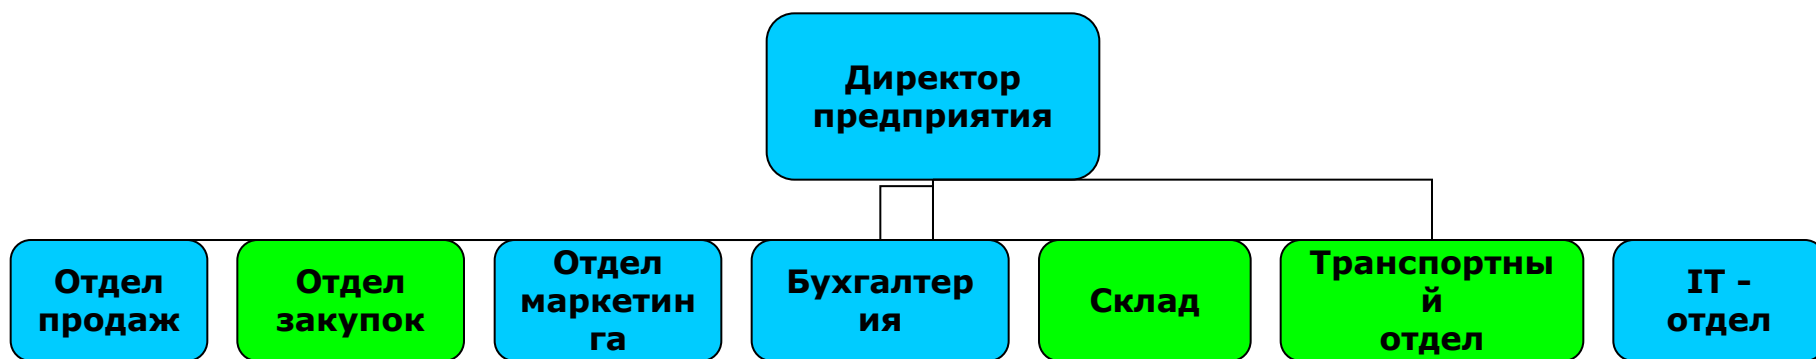 Директор
предприятия
Отдел
продаж
Отдел
закупок
Отдел
маркетин
га
Бухгалтер
ия
Склад
Транспортны
й
отдел
IT -
отдел